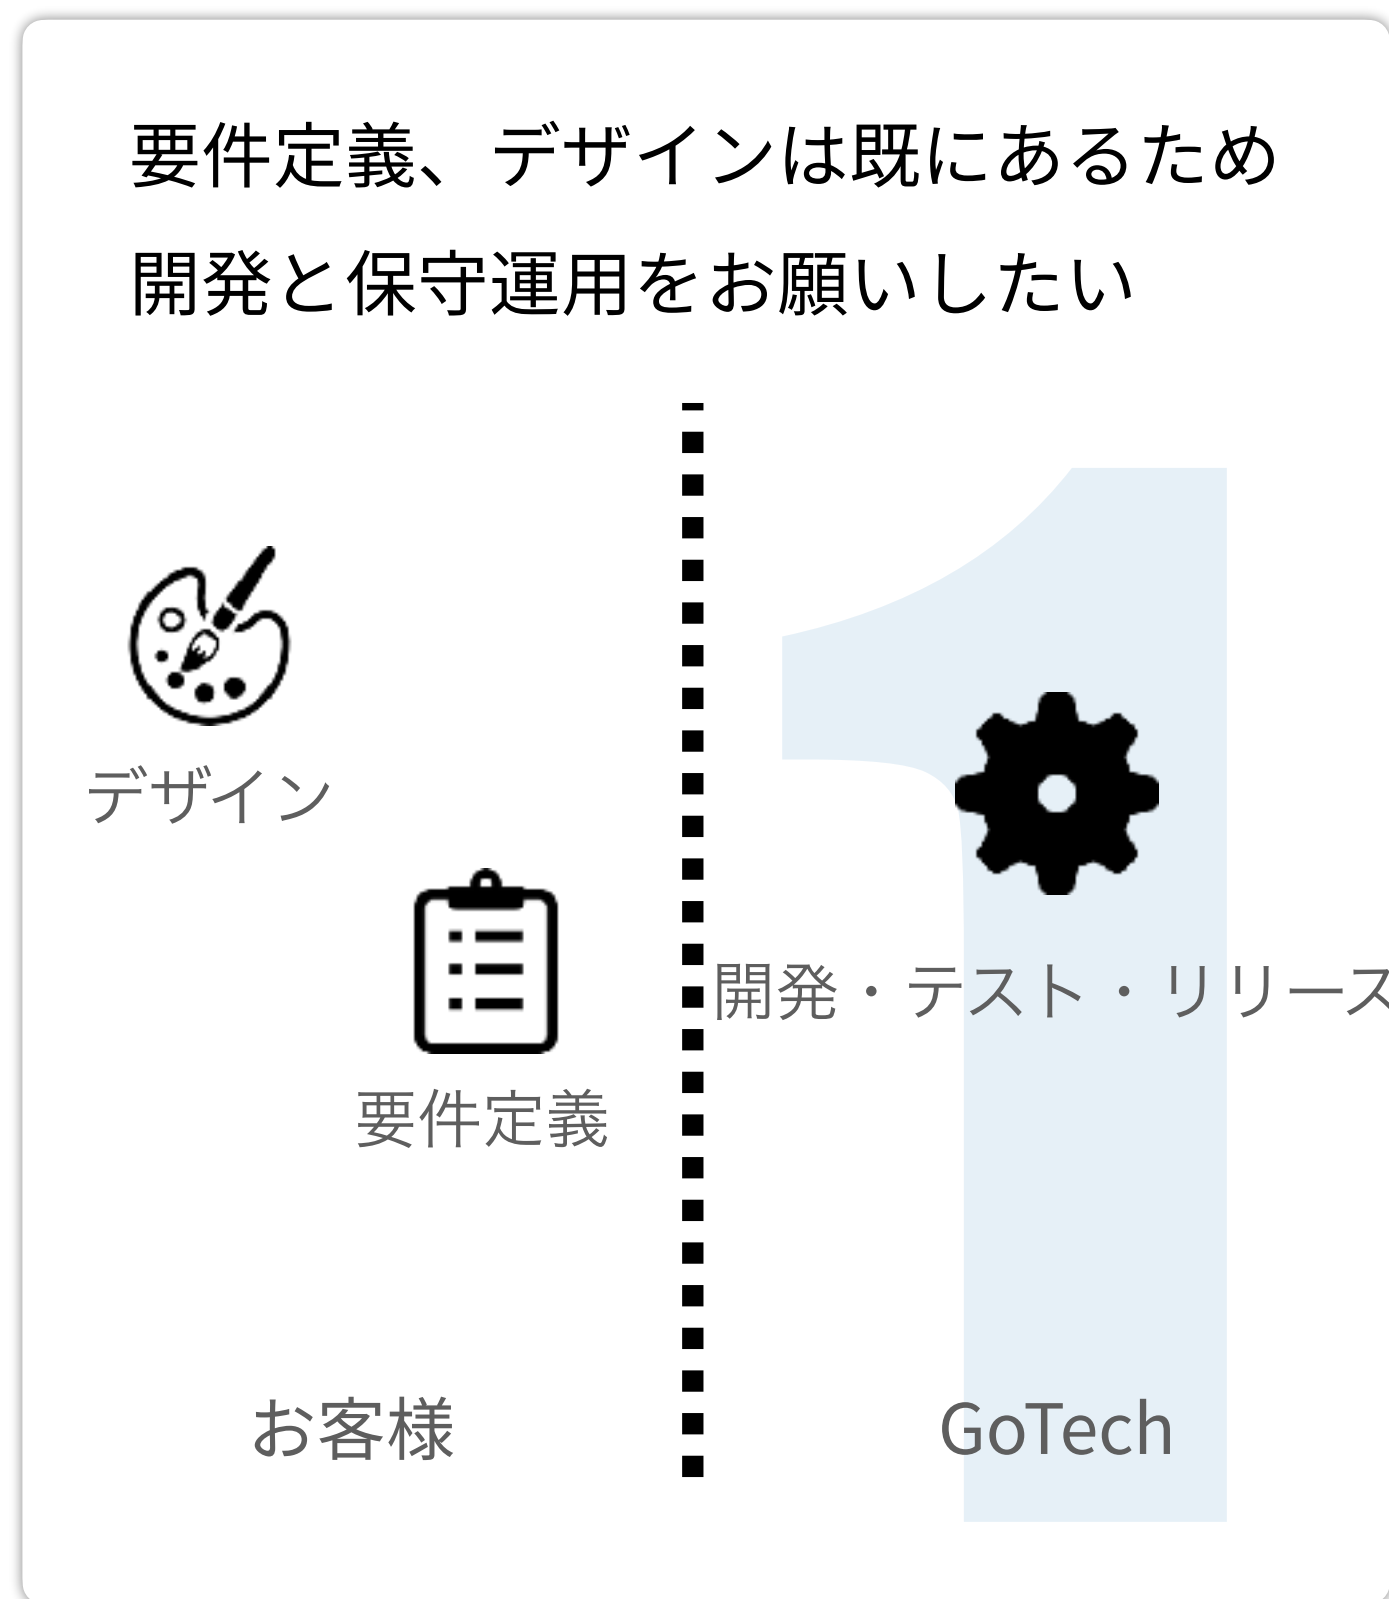 要件定義、デザインは既にあるため
開発と保守運用をお願いしたい
デザイン
要件定義
お客様
1
開発・テスト・リリース
GoTech